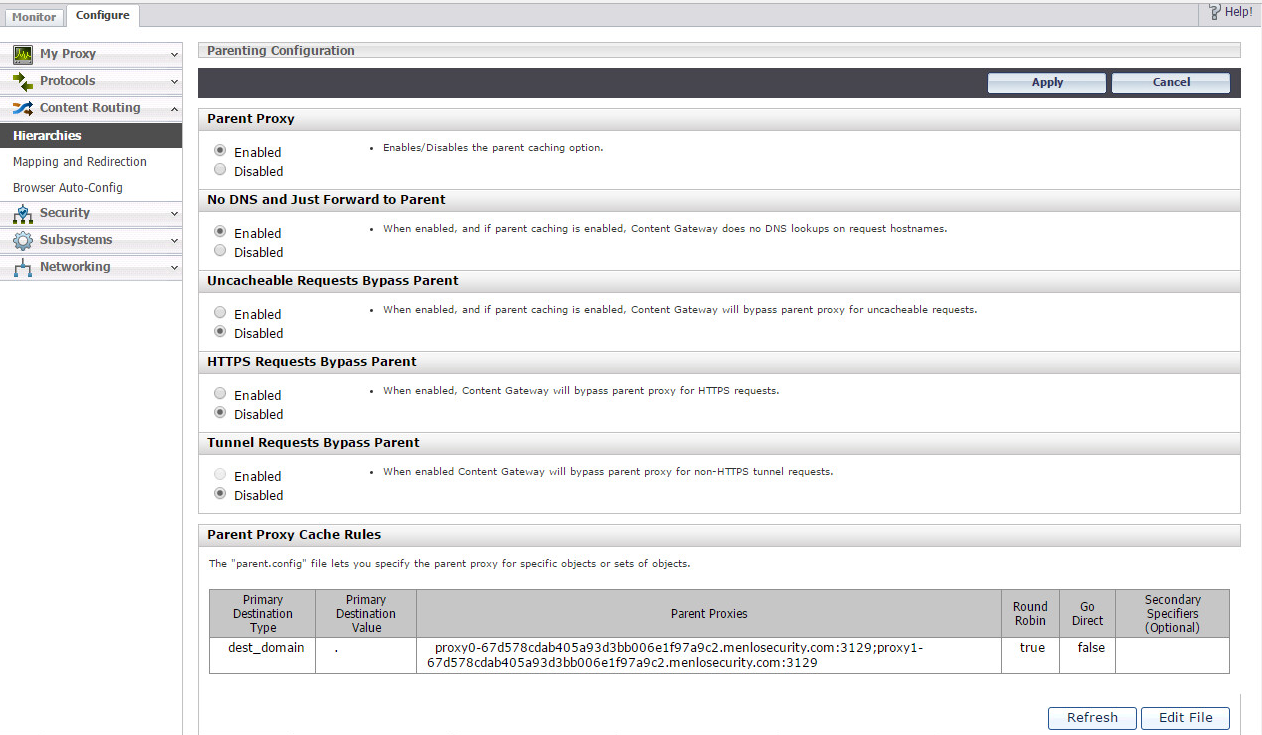 Monitor
Configure
Help!
My Proxy
Protocols
Content Routing
Hierarchies
Mapping and Redirection
Browser Auto-Config
Security
Subsystems
Networking
Parenting Configuration
Apply
Cancel
Parent Proxy
Enabled
Disabled
• Enables/Disables the parent caching option.
No DNS and Just Forward to Parent
Enabled
Disabled
• When enabled, and if parent caching is enabled, Content Gateway does no DNS lookups on request hostnames.
Uncacheable Requests Bypass Parent
Enabled
Disabled
• When enabled, and if parent caching is enabled, Content Gateway will bypass parent proxy for uncacheable requests.
HTTPS Requests Bypass Parent
Enabled
Disabled
• When enabled, Content Gateway will bypass parent proxy for HTTPS requests.
Tunnel Requests Bypass Parent
Enabled
Disabled
• When enabled Content Gateway will bypass parent proxy for non-HTTPS tunnel requests.
Parent Proxy Cache Rules
The "parent.config" file lets you specify the parent proxy for specific objects or sets of objects.
Primary
Destination
Type
Primary
Destination
Value
Parent Proxies
Round
Robin
Go
Direct
Secondary
Specifiers
(Optional)
dest_domain
.
proxy0-67d578cdab405a93d3bb006e1f97a9c2.menlosecurity.com:3129;proxy1-
67d578cdab405a93d3bb006e1f97a9c2.menlosecurity.com:3129
true
false
Refresh
Edit File